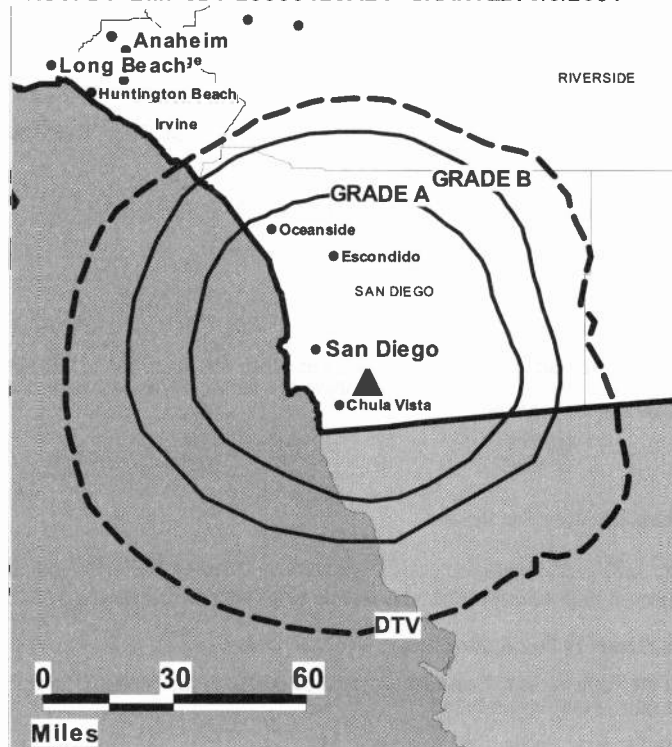 Anaheim
Long Beach
Huntington Beach
Irvine
RIVERSIDE
GRADE B
GRADE A
Oceanside
Escondido
SAN DIEGO
San Diego
Chula Vista
DTV
0 30 60
Miles